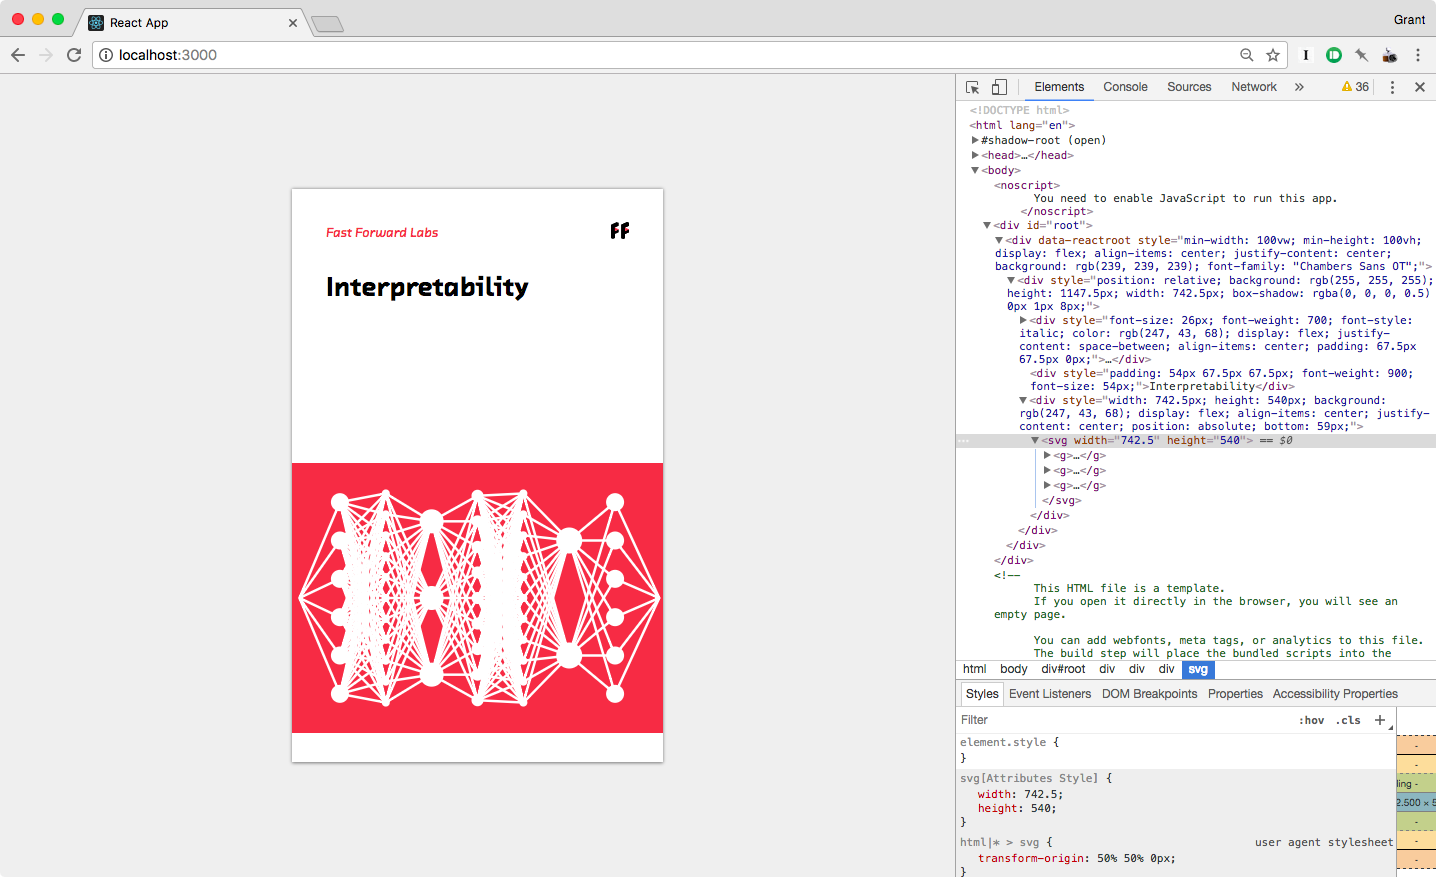 React App
Grant
localhost:3000
Fast Forward Labs
FF
Interpretability
Elements Console Sources Network » 36
<!DOCTYPE html>
<html lang="en">
#shadow-root (open)
<head>…</head>
<body>
<noscript>
You need to enable JavaScript to run this app.
</noscript>
<div id="root">
<div data-reactroot style="min-width: 100vw; min-height: 100vh;
display: flex; align-items: center; justify-content: center;
background: rgb(239, 239, 239); font-family: "Chambers Sans OT";">
<div style="position: relative; background: rgb(255, 255, 255);
height: 1147.5px; width: 742.5px; box-shadow: rgba(0, 0, 0, 0.5)
0px 1px 8px;">
<div style="font-size: 26px; font-weight: 700; font-style:
italic; color: rgb(247, 43, 68); display: flex; justify-
content: space-between; align-items: center; padding: 67.5px
67.5px 0px;">…</div>
<div style="padding: 54px 67.5px 67.5px; font-weight: 900;
font-size: 54px;">Interpretability</div>
<div style="width: 742.5px; height: 540px; background:
rgb(247, 43, 68); display: flex; align-items: center; justify-
content: center; position: absolute; bottom: 59px;">
<svg width="742.5" height="540"> == $0
<g>…</g>
<g>…</g>
<g>…</g>
</svg>
</div>
</div>
</div>
</div>
<!--
This HTML file is a template.
If you open it directly in the browser, you will see an
empty page.
You can add webfonts, meta tags, or analytics to this file.
The build step will place the bundled scripts into the
html body div#root div div div svg
Styles Event Listeners DOM Breakpoints Properties Accessibility Properties
Filter :hov .cls +
element.style {
}
svg[Attributes Style] {
width: 742.5;
height: 540;
}
html|* > svg { user agent stylesheet
transform-origin: 50% 50% 0px;
}